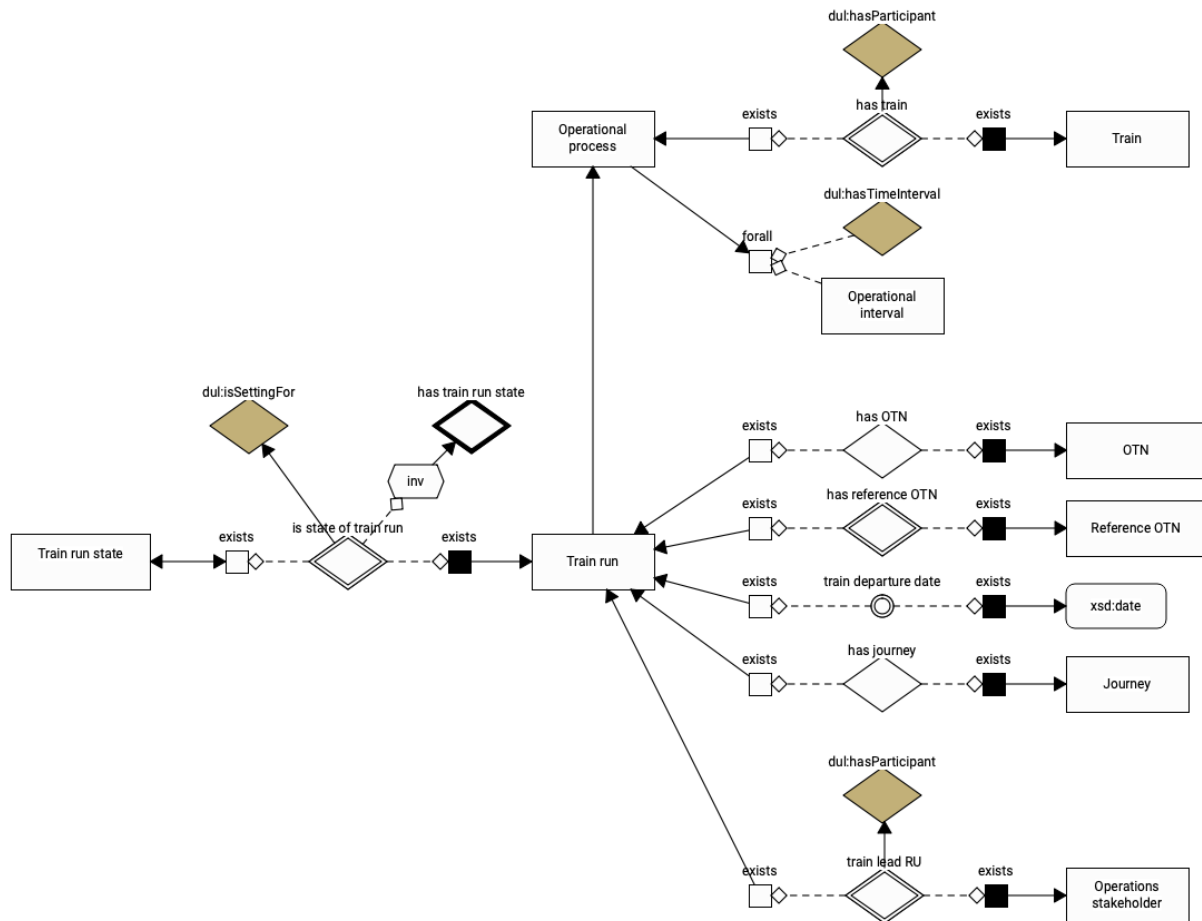 dul:hasParticipant
has train
exists
exists
Operational
process
Train
dul:hasTimeInterval
forall
Operational
interval
dul:isSettingFor
has train run state
inv
has OTN
exists
exists
OTN
has reference OTN
exists
exists
Reference OTN
is state of train run
exists
exists
Train run state
Train run
train departure date
exists
exists
xsd:date
has journey
exists
exists
Journey
dul:hasParticipant
train lead RU
exists
exists
Operations
stakeholder